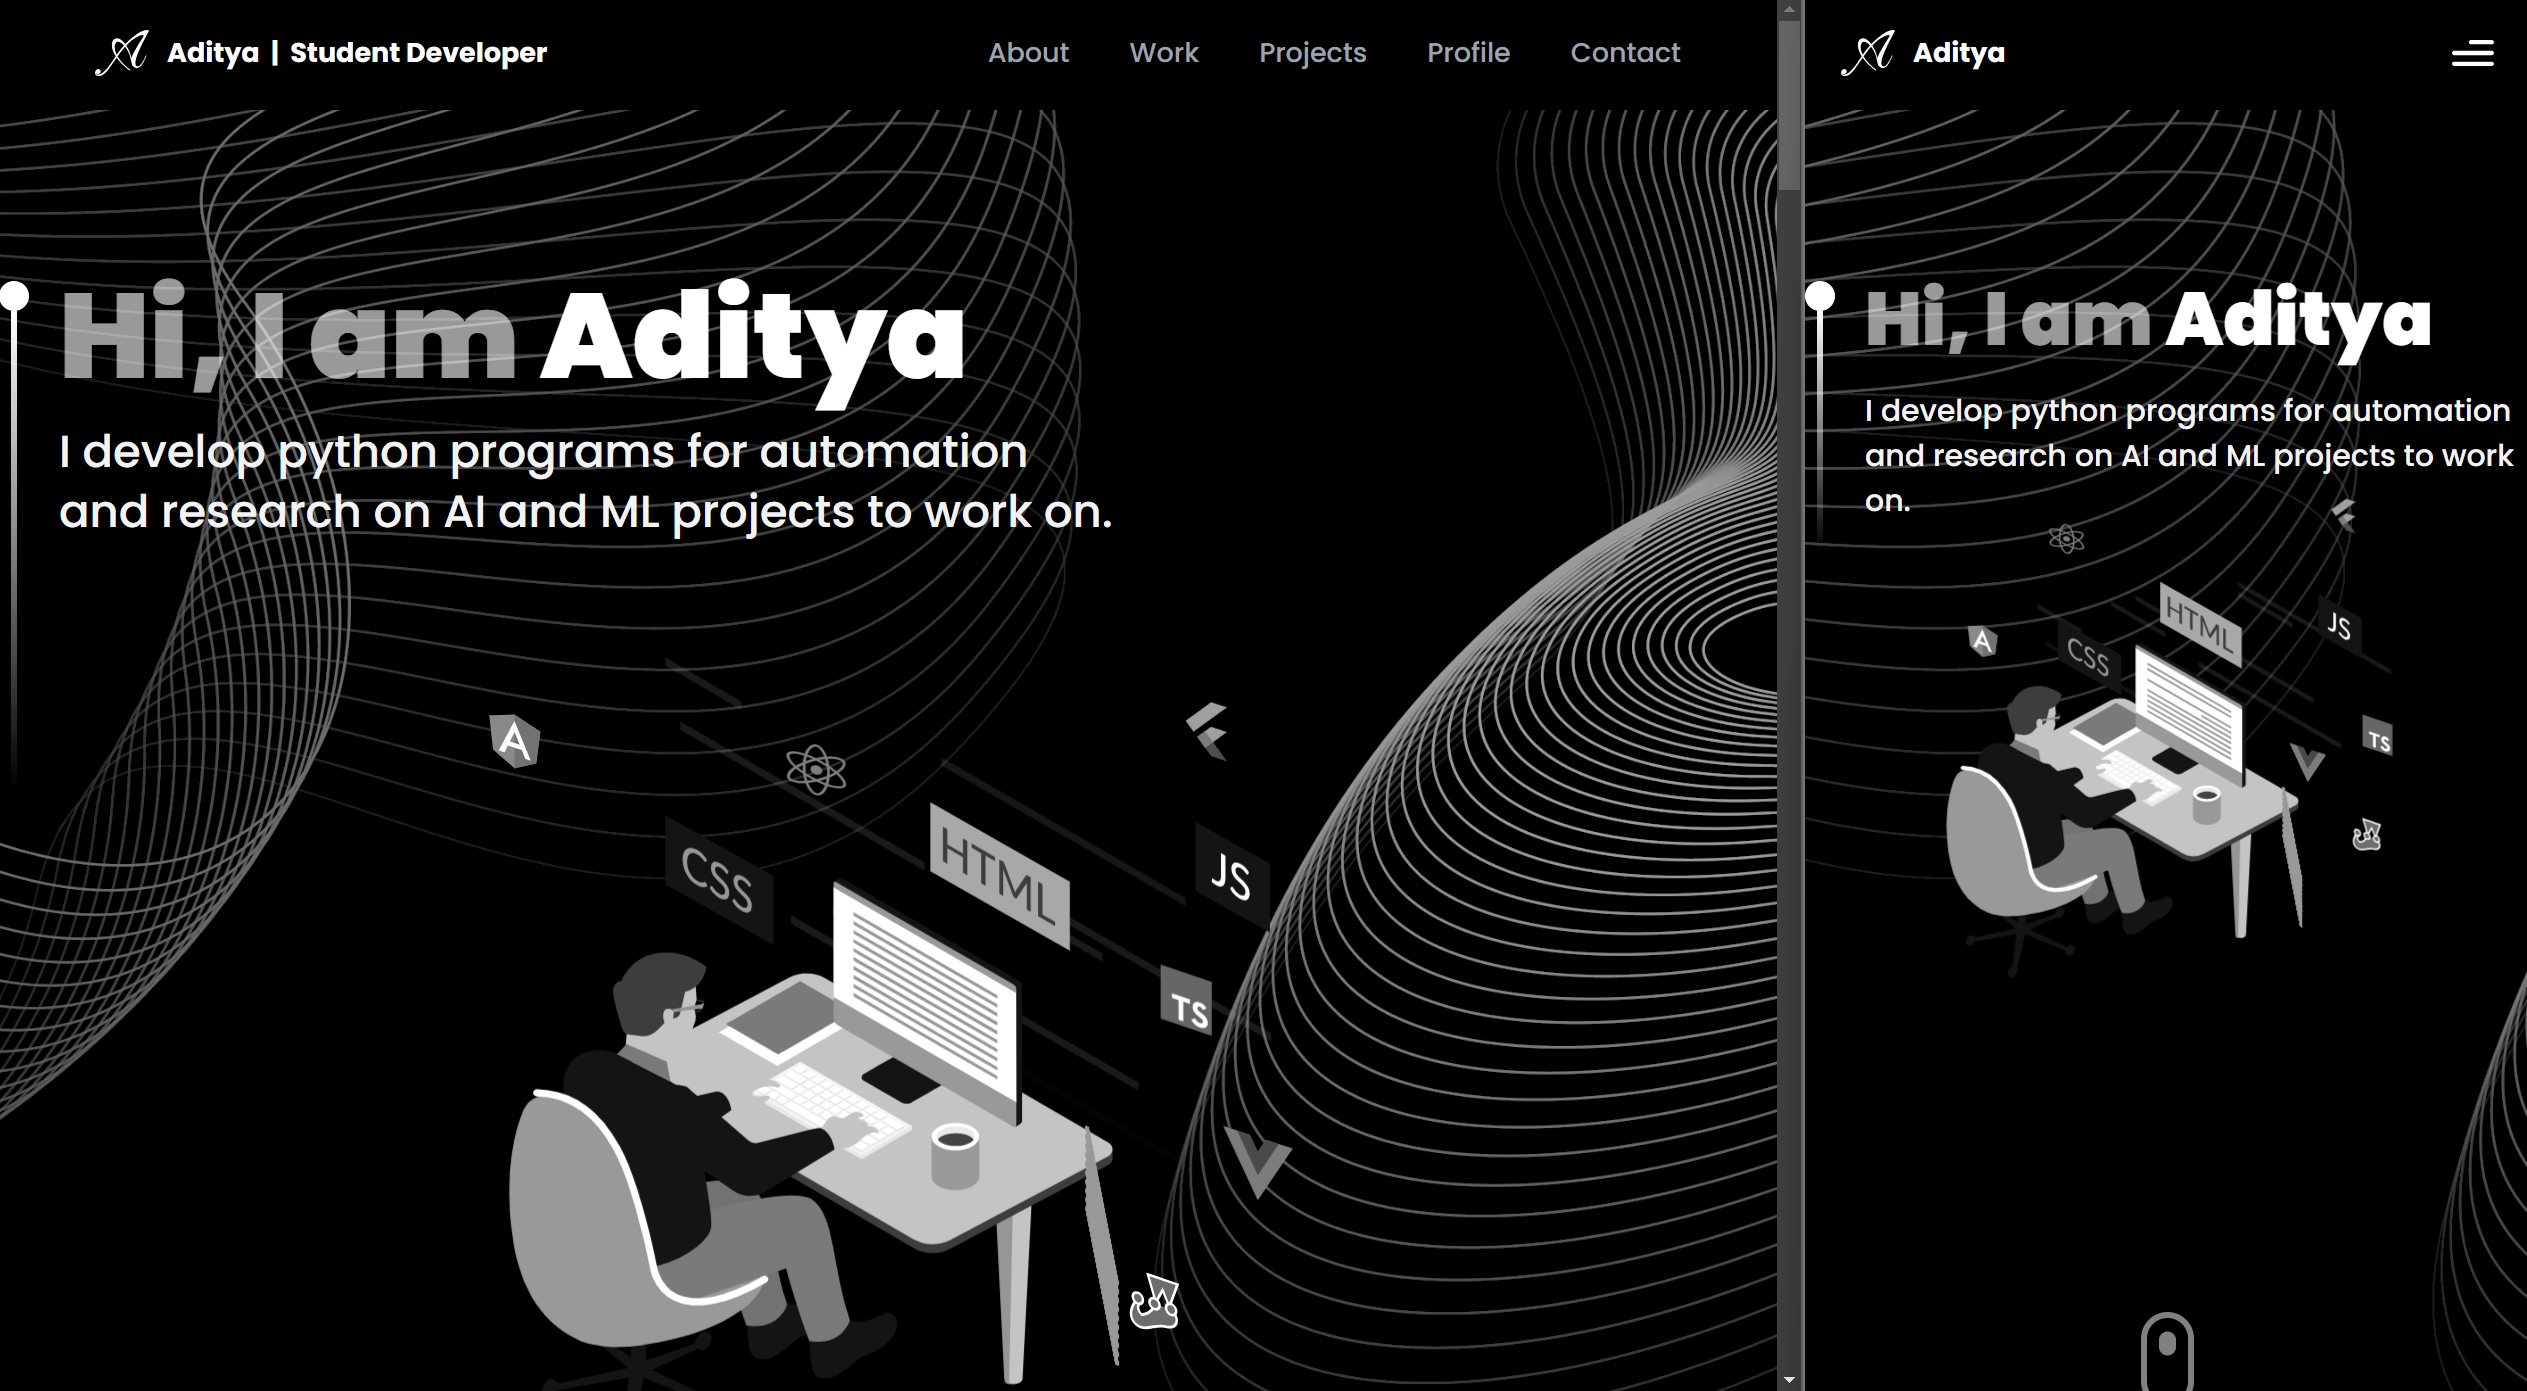 Aditya | Student Developer
About Work Projects Profile Contact
Hi, I am Aditya
I develop python programs for automation
and research on AI and ML projects to work on.
A
CSS
HTML
JS
TS
Aditya
Hi, I am Aditya
I develop python programs for automation
and research on AI and ML projects to work
on.
A
CSS
HTML
JS
TS